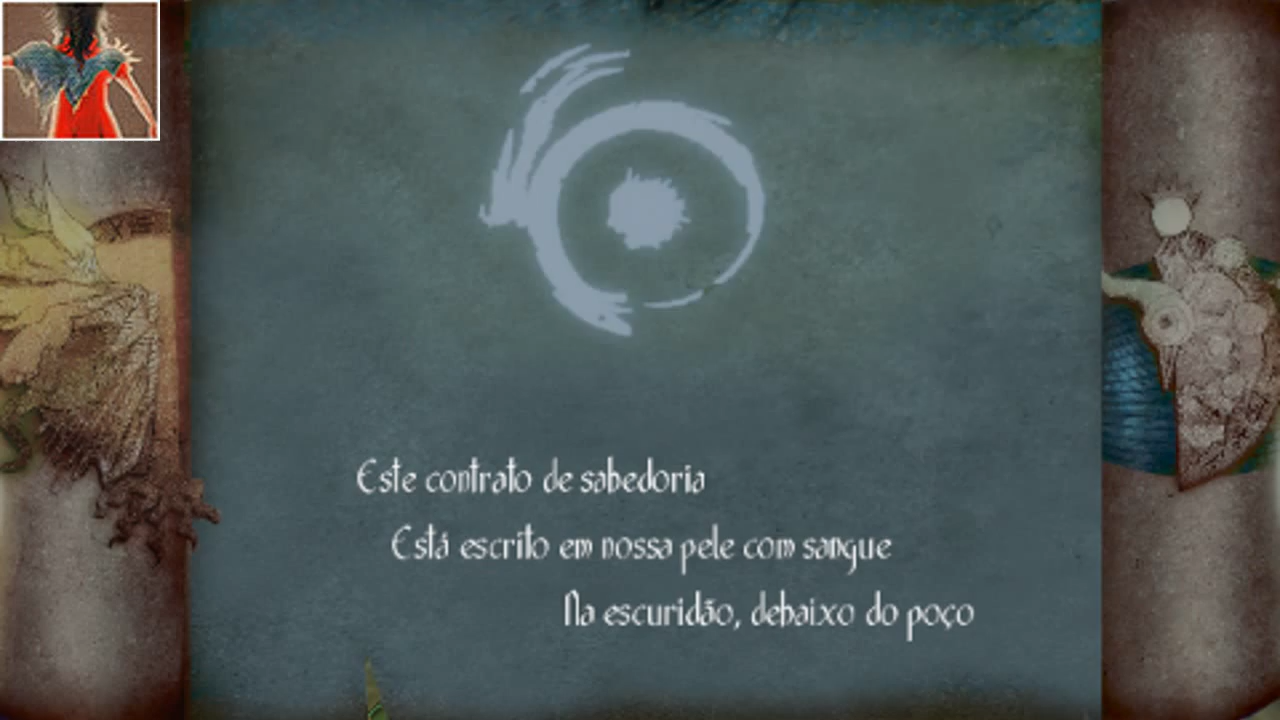 Este contrato de sabedoria
Está escrito em nossa pele com sangue
Na escuridão, debaixo do poço